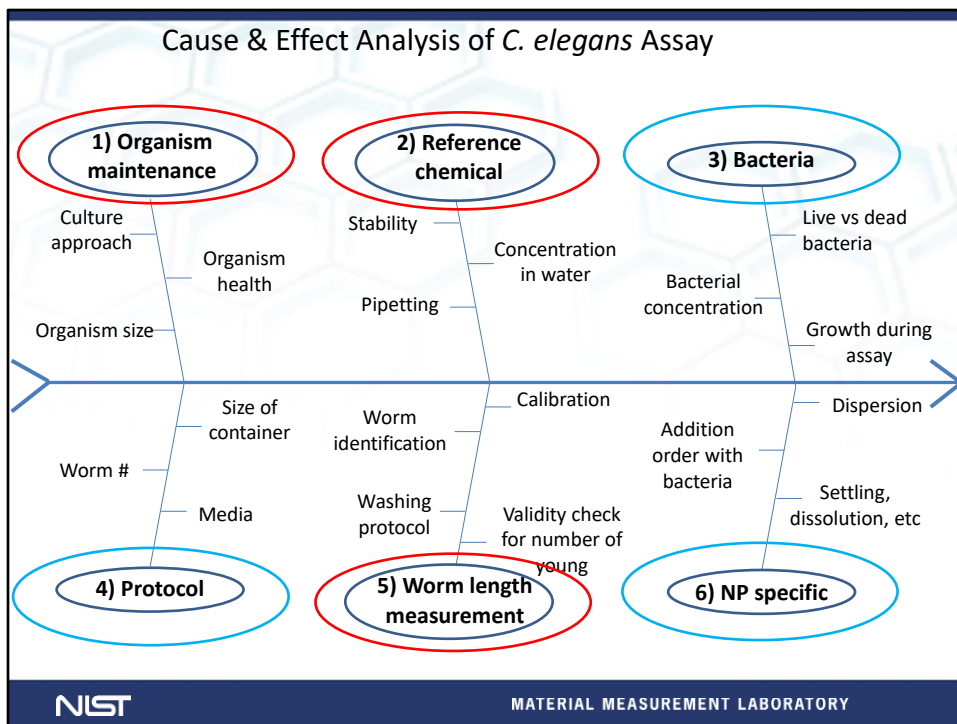 Cause & Effect Analysis of C. elegans Assay
1) Organism
maintenance
2) Reference
chemical
3) Bacteria
Culture
approach
Organism
health
Organism size
Stability
Concentration
in water
Pipetting
Live vs dead
bacteria
Bacterial
concentration
Growth during
assay
Size of
container
Worm #
Media
Calibration
Worm
identification
Washing
protocol
Validity check
for number of
young
Dispersion
Addition
order with
bacteria
Settling,
dissolution, etc
4) Protocol
5) Worm length
measurement
6) NP specific
NIST
MATERIAL MEASUREMENT LABORATORY